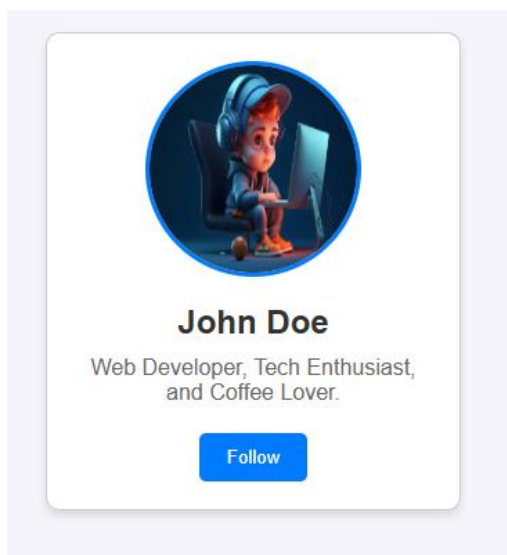 John Doe
Web Developer, Tech Enthusiast,
and Coffee Lover.
Follow